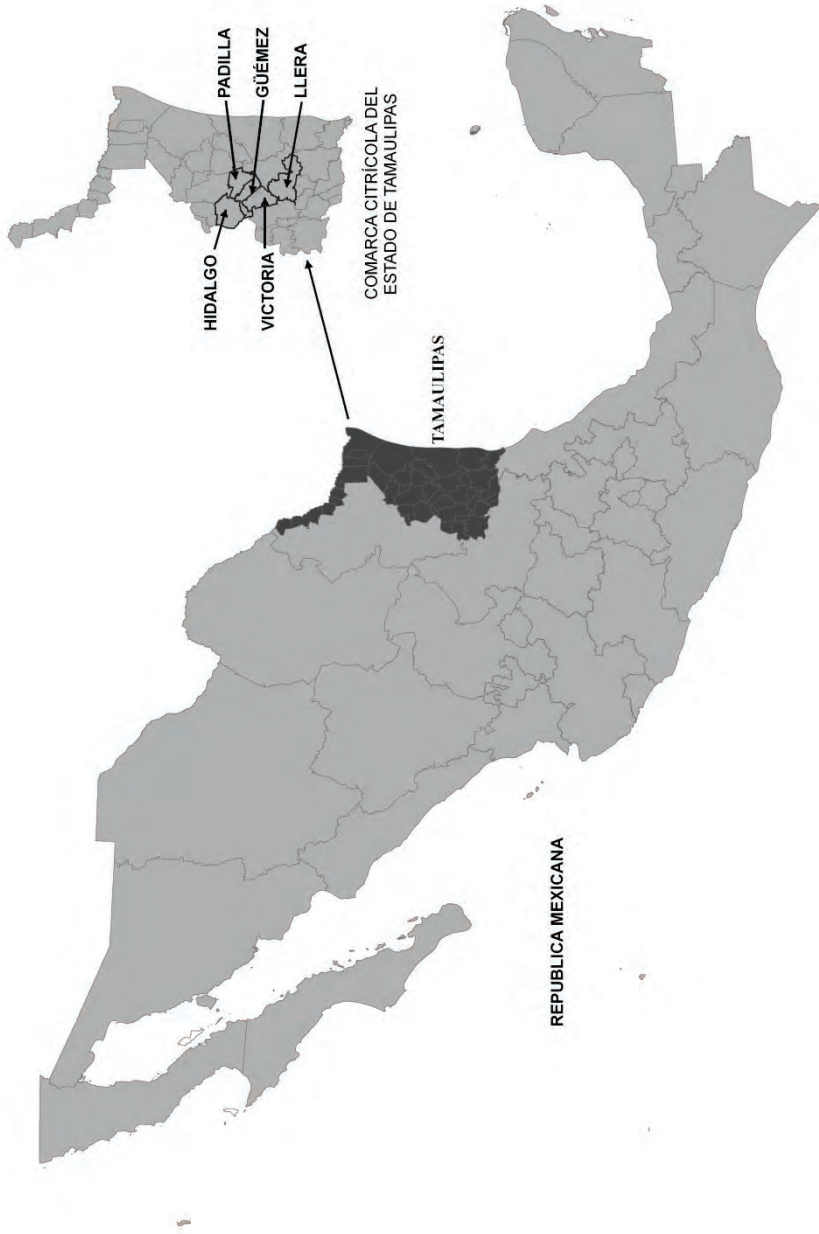 PADILLA
GÜÉMEZ
LLERA
HIDALGO
VICTORIA
COMARCA CITRÍCOLA DEL
ESTADO DE TAMAULIPAS
TAMAULIPAS
REPUBLICA MEXICANA